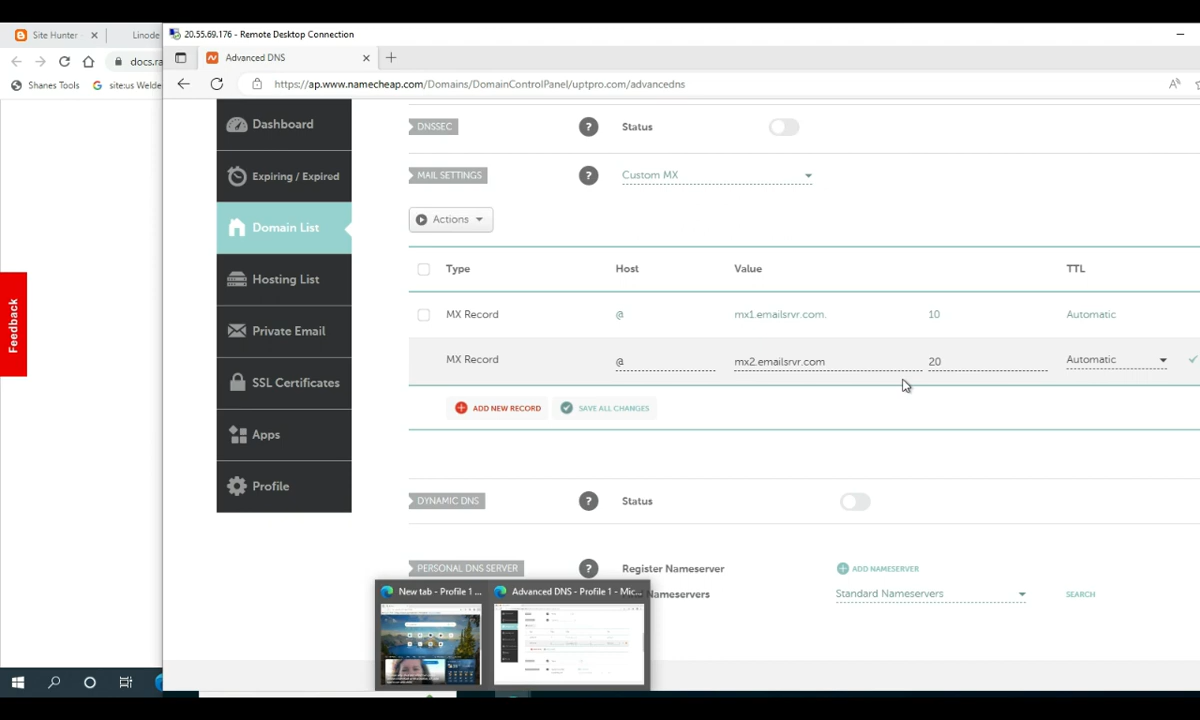 20.55.69.176 - Remote Desktop Connection
Site Hunter
Linode
Advanced DNS
docs.ra
https://ap.www.namecheap.com/Domains/DomainControlPanel/uptpro.com/advancedns
Shanes Tools
site:us Welde
Dashboard
Expiring / Expired
Domain List
Hosting List
Private Email
SSL Certificates
Apps
Profile
Feedback
DNSSEC
? Status
MAIL SETTINGS
? Custom MX
Actions
Type Host Value TTL
MX Record @ mx1.emailsrvr.com. 10 Automatic
MX Record @ mx2.emailsrvr.com 20 Automatic
ADD NEW RECORD SAVE ALL CHANGES
DYNAMIC DNS ? Status
PERSONAL DNS SERVER ? Register Nameserver ADD NAMESERVER
Nameservers Standard Nameservers SEARCH
New tab - Profile 1 ...
Advanced DNS - Profile 1 - Mic...